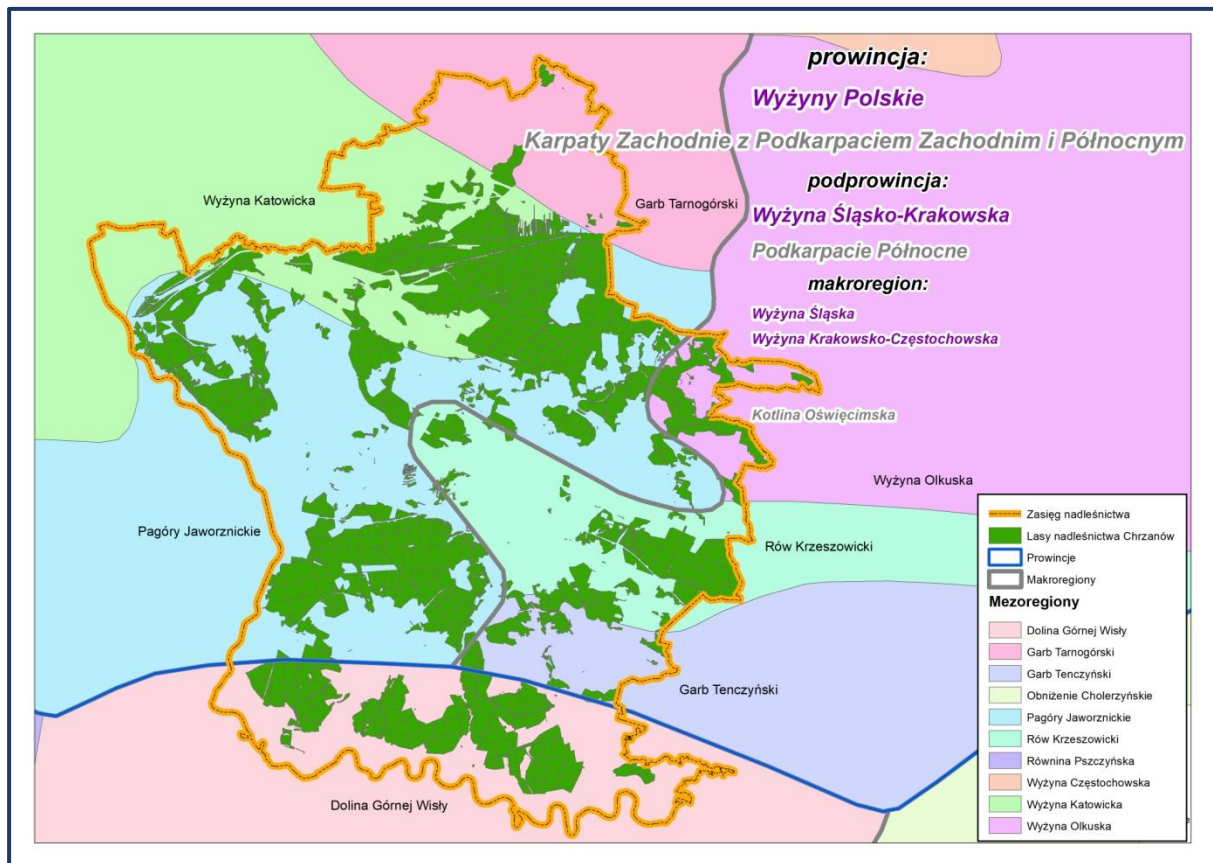 prowincja:
Wyżyny Polskie
Karpaty Zachodnie z Podkarpaciem Zachodnim i Północnym
podprowincja:
Wyżyna Śląsko-Krakowska
Podkarpacie Północne
makroregion:
Wyżyna Śląska
Wyżyna Krakowsko-Częstochowska
Kotlina Oświęcimska
Wyżyna Katowicka
Garb Tarnogórski
Wyżyna Olkuska
Pagóry Jaworznickie
Rów Krzeszowicki
Garb Tenczyński
Dolina Górnej Wisły
Zasięg nadleśnictwa
Lasy nadleśnictwa Chrzanów
Prowincje
Makroregiony
Mezoregiony
Dolina Górnej Wisły
Garb Tarnogórski
Garb Tenczyński
Obniżenie Cholerzyńskie
Pagóry Jaworznickie
Rów Krzeszowicki
Równina Pszczyńska
Wyżyna Częstochowska
Wyżyna Katowicka
Wyżyna Olkuska